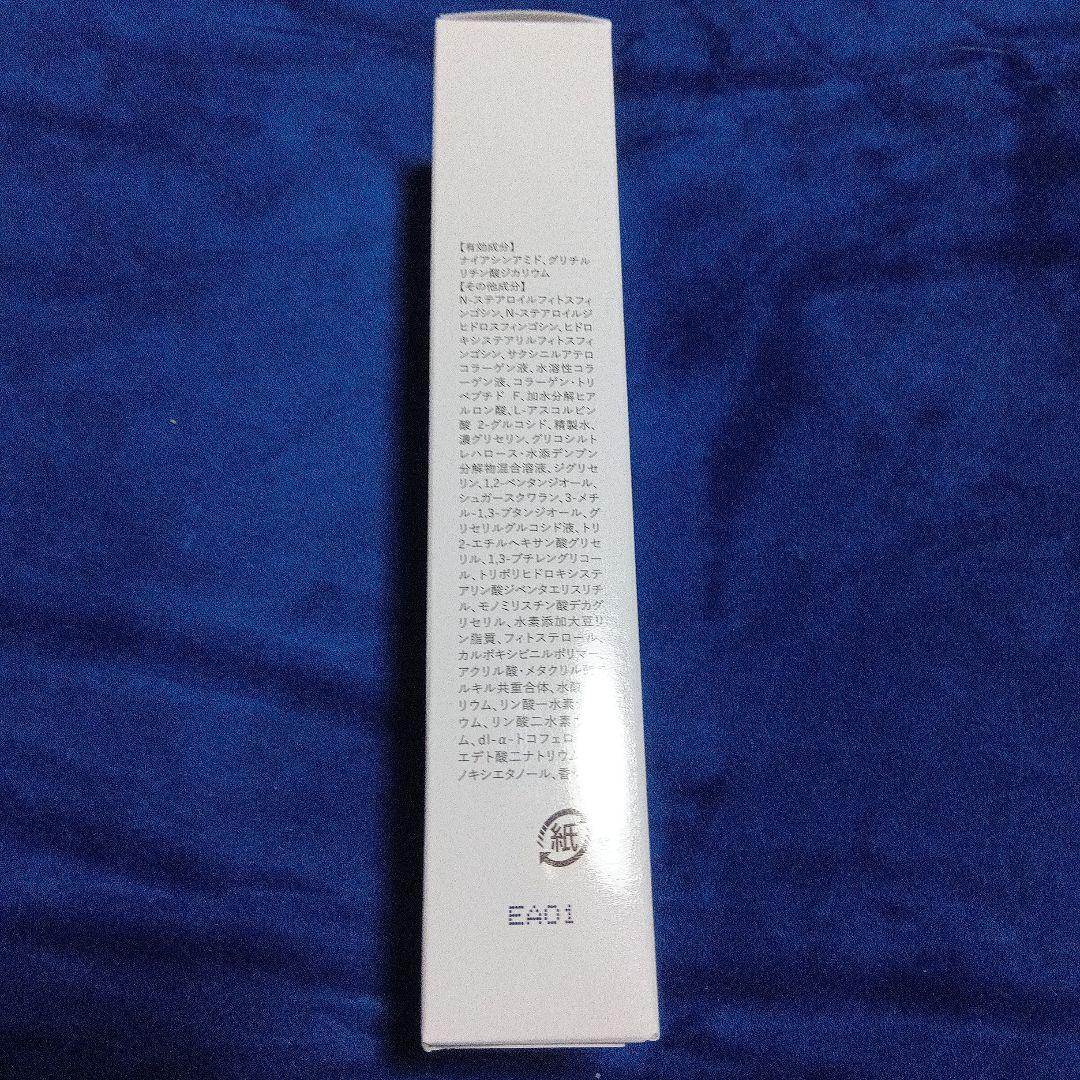 【有効成分】
ナイアシンアミド、グリチル
リチン酸ジカリウム
【その他成分】
N-ステアロイルフィトスフィ
ンゴシン、N-ステアロイルジ
ヒドロスフィンゴシン、ヒドロ
キシステアリルフィトスフィ
ンゴシン、サクシニルアテロ
コラーゲン液、水溶性コラ
ーゲン液、コラーゲン・トリ
ペプチド F、加水分解ヒア
ルロン酸、L-アスコルビン
酸 2-グルコシド、精製水、
濃グリセリン、グリコシルト
レハロース・水添デンプン
分解物混合溶液、ジグリセ
リン、1,2-ペンタンジオール、
シュガースクワラン、3-メチ
ル-1,3-ブタンジオール、グ
リセリルグルコシド液、トリ
2-エチルヘキサン酸グリセ
リル、1,3-ブチレングリコー
ル、トリポリヒドロキシステ
アリン酸ジペンタエリスリチ
ル、モノミリスチン酸デカグ
リセリル、水素添加大豆リ
ン脂質、フィトステロール、
カルボキシビニルポリマー
アクリル酸・メタクリル酸
ルキル共重合体、水酸
リウム、リン酸一水素
ウム、リン酸二水素
ム、dl-α-トコフェロ
エデト酸二ナトリウム
ノキシエタノール、香
紙
EA01